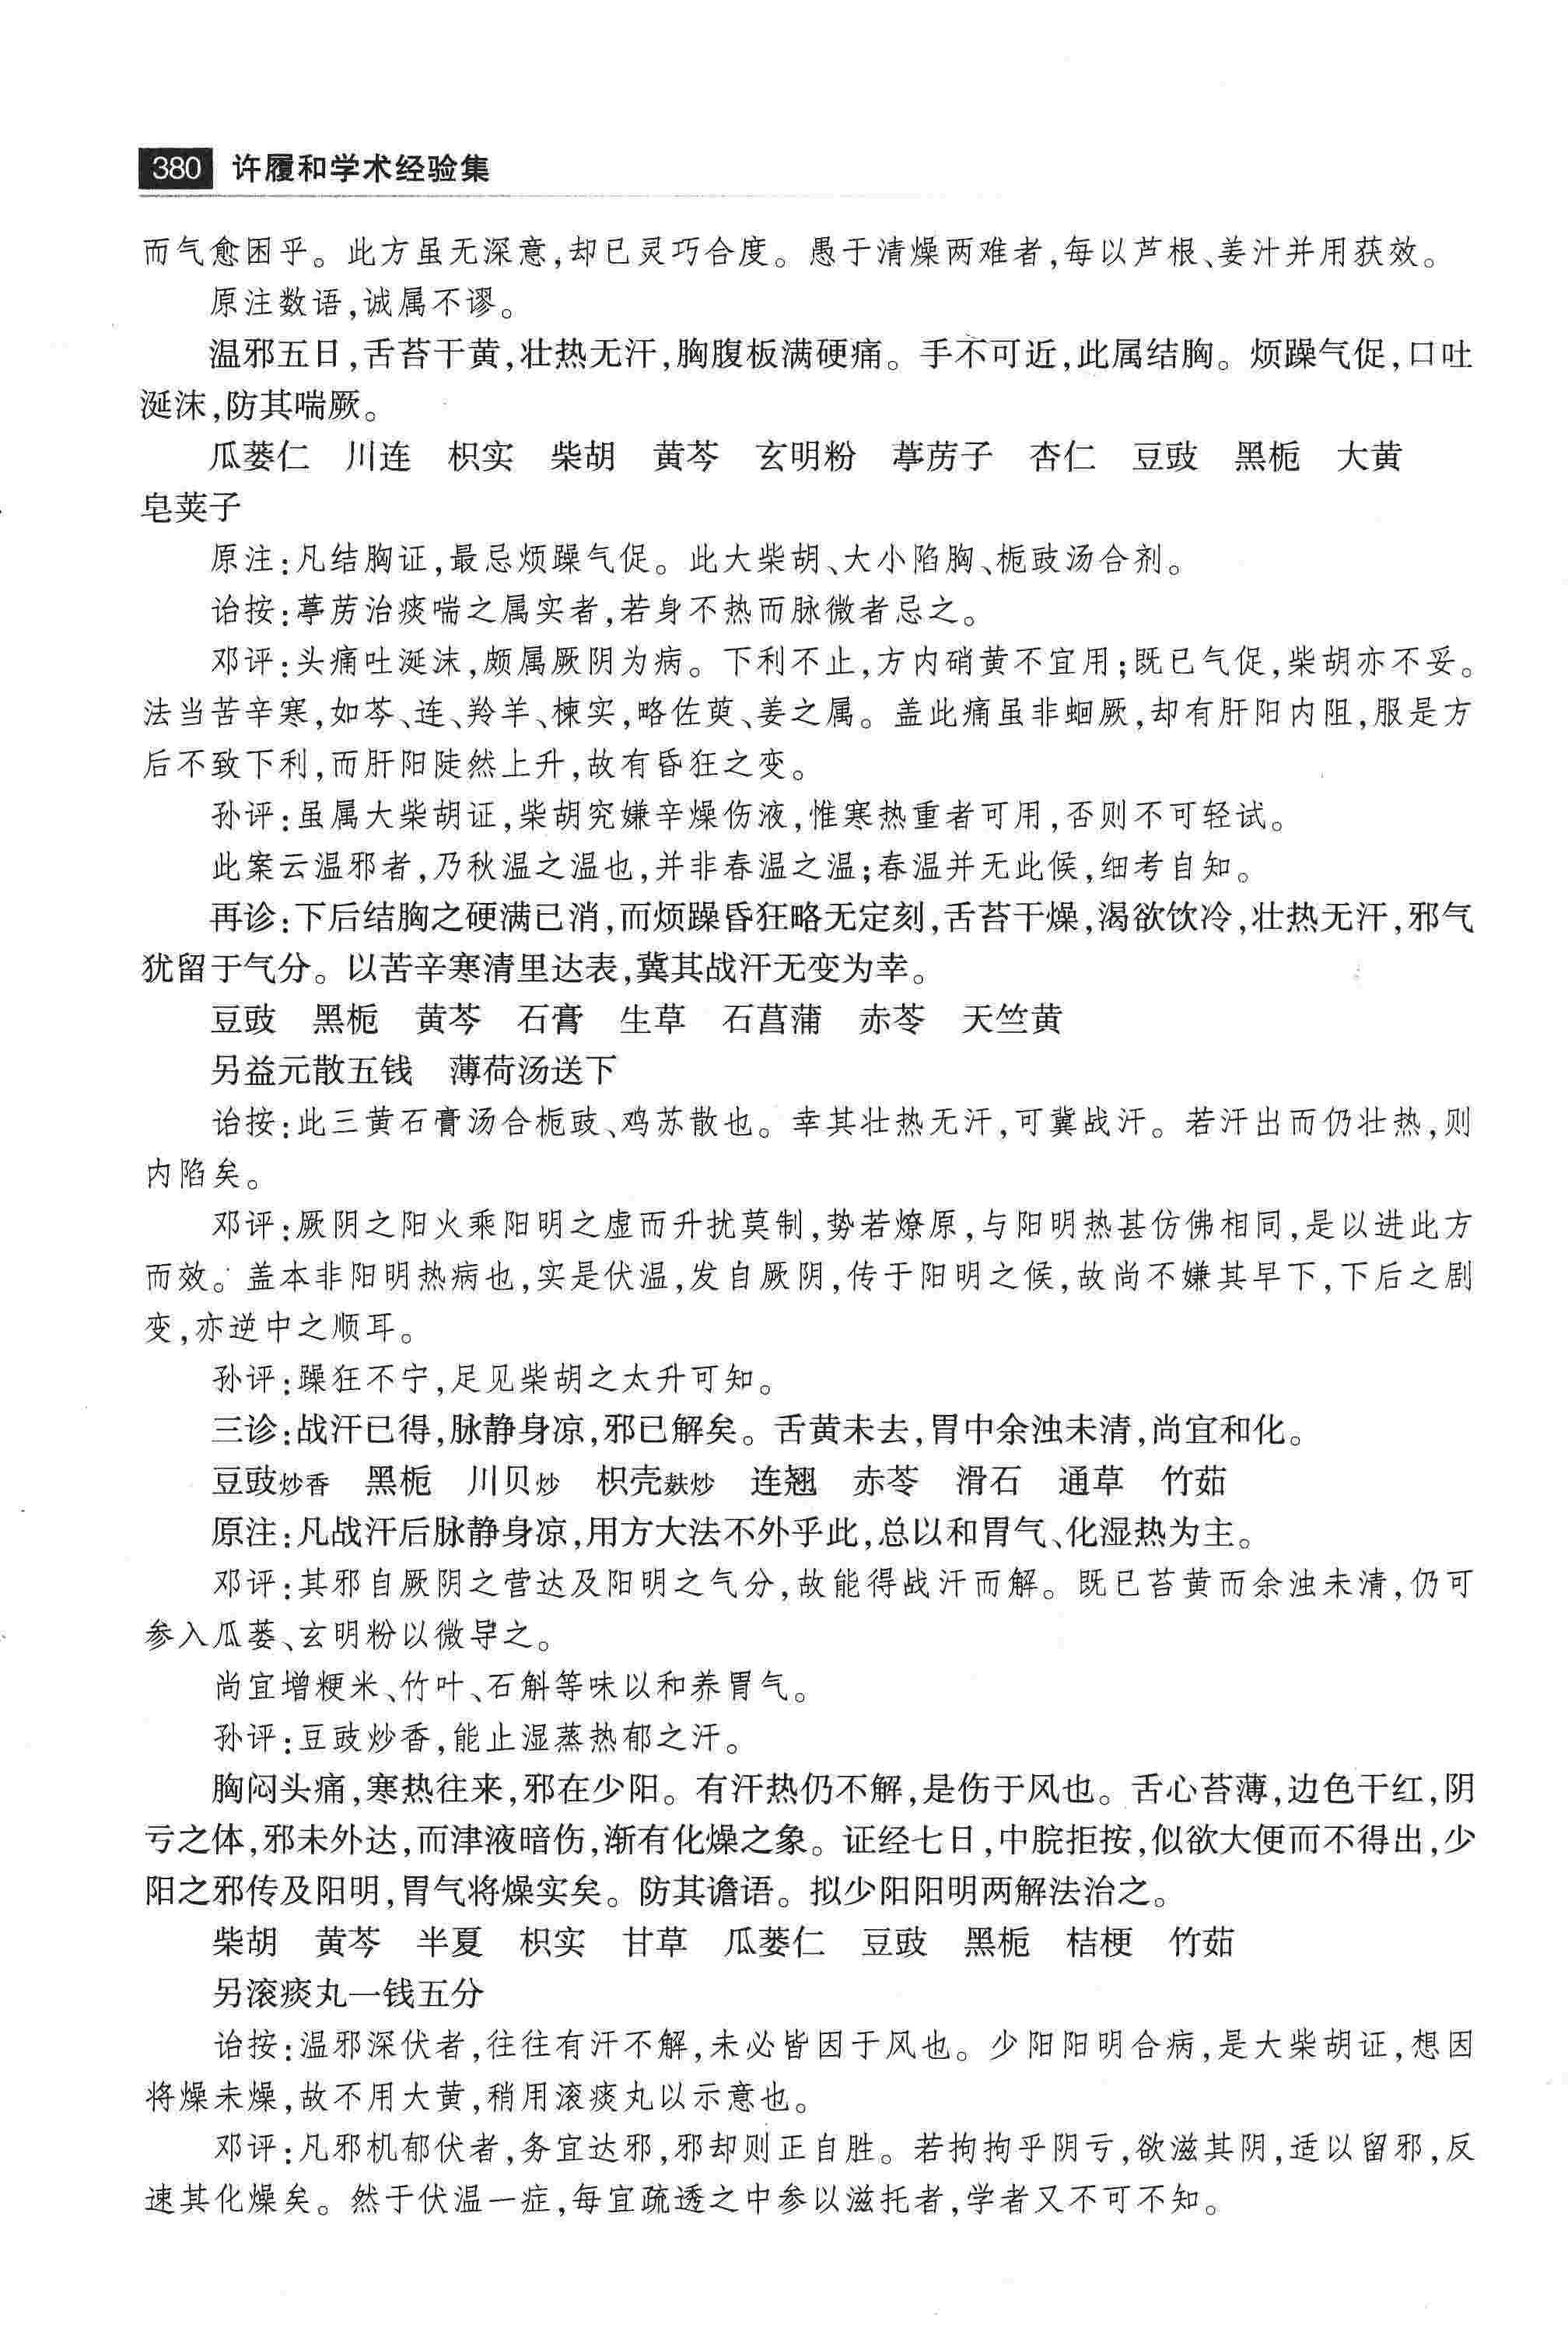 380 许履和学术经验集
而气愈困乎。此方虽无深意,却已灵巧合度。愚于清燥两难者,每以芦根、姜汁并用获效。
原注数语,诚属不谬。
温邪五日,舌苔干黄,壮热无汗,胸腹板满硬痛。手不可近,此属结胸。烦躁气促,口吐
涎沫,防其喘厥。
瓜蒌仁 川连 枳实 柴胡 黄芩 玄明粉 葶苈子 杏仁 豆豉 黑栀 大黄
皂荚子
原注:凡结胸证,最忌烦躁气促。此大柴胡、大小陷胸、栀豉汤合剂。
诒按:葶苈治痰喘之属实者,若身不热而脉微者忌之。
邓评:头痛吐涎沫,颇属厥阴为病。下利不止,方内硝黄不宜用;既已气促,柴胡亦不妥。
法当苦辛寒,如芩、连、羚羊、楝实,略佐萸、姜之属。盖此痛虽非蛔厥,却有肝阳内阻,服是方
后不致下利,而肝阳陡然上升,故有昏狂之变。
孙评:虽属大柴胡证,柴胡究嫌辛燥伤液,惟寒热重者可用,否则不可轻试。
此案云温邪者,乃秋温之温也,并非春温之温;春温并无此候,细考自知。
再诊:下后结胸之硬满已消,而烦躁昏狂略无定刻,舌苔干燥,渴欲饮冷,壮热无汗,邪气
犹留于气分。以苦辛寒清里达表,冀其战汗无变为幸。
豆豉 黑栀 黄芩 石膏 生草 石菖蒲 赤苓 天竺黄
另益元散五钱 薄荷汤送下
诒按:此三黄石膏汤合栀豉、鸡苏散也。幸其壮热无汗,可冀战汗。若汗出而仍壮热,则
内陷矣。
邓评:厥阴之阳火乘阳明之虚而升扰莫制,势若燎原,与阳明热甚仿佛相同,是以进此方
而效。盖本非阳明热病也,实是伏温,发自厥阴,传于阳明之候,故尚不嫌其早下,下后之剧
变,亦逆中之顺耳。
孙评:躁狂不宁,足见柴胡之太升可知。
三诊:战汗已得,脉静身凉,邪已解矣。舌黄未去,胃中余浊未清,尚宜和化。
豆豉炒香 黑栀 川贝炒 枳壳麸炒 连翘 赤苓 滑石 通草 竹茹
原注:凡战汗后脉静身凉,用方大法不外乎此,总以和胃气、化湿热为主。
邓评:其邪自厥阴之营达及阳明之气分,故能得战汗而解。既已苔黄而余浊未清,仍可
参入瓜蒌、玄明粉以微导之。
尚宜增粳米、竹叶、石斛等味以和养胃气。
孙评:豆豉炒香,能止湿蒸热郁之汗。
胸闷头痛,寒热往来,邪在少阳。有汗热仍不解,是伤于风也。舌心苔薄,边色干红,阴
亏之体,邪未外达,而津液暗伤,渐有化燥之象。证经七日,中脘拒按,似欲大便而不得出,少
阳之邪传及阳明,胃气将燥实矣。防其谵语。拟少阳阳明两解法治之。
柴胡 黄芩 半夏 枳实 甘草 瓜蒌仁 豆豉 黑栀 桔梗 竹茹
另滚痰丸一钱五分
诒按:温邪深伏者,往往有汗不解,未必皆因于风也。少阳阳明合病,是大柴胡证,想因
将燥未燥,故不用大黄,稍用滚痰丸以示意也。
邓评:凡邪机郁伏者,务宜达邪,邪却则正自胜。若拘拘乎阴亏,欲滋其阴,适以留邪,反
速其化燥矣。然于伏温一症,每宜疏透之中参以滋托者,学者又不可不知。